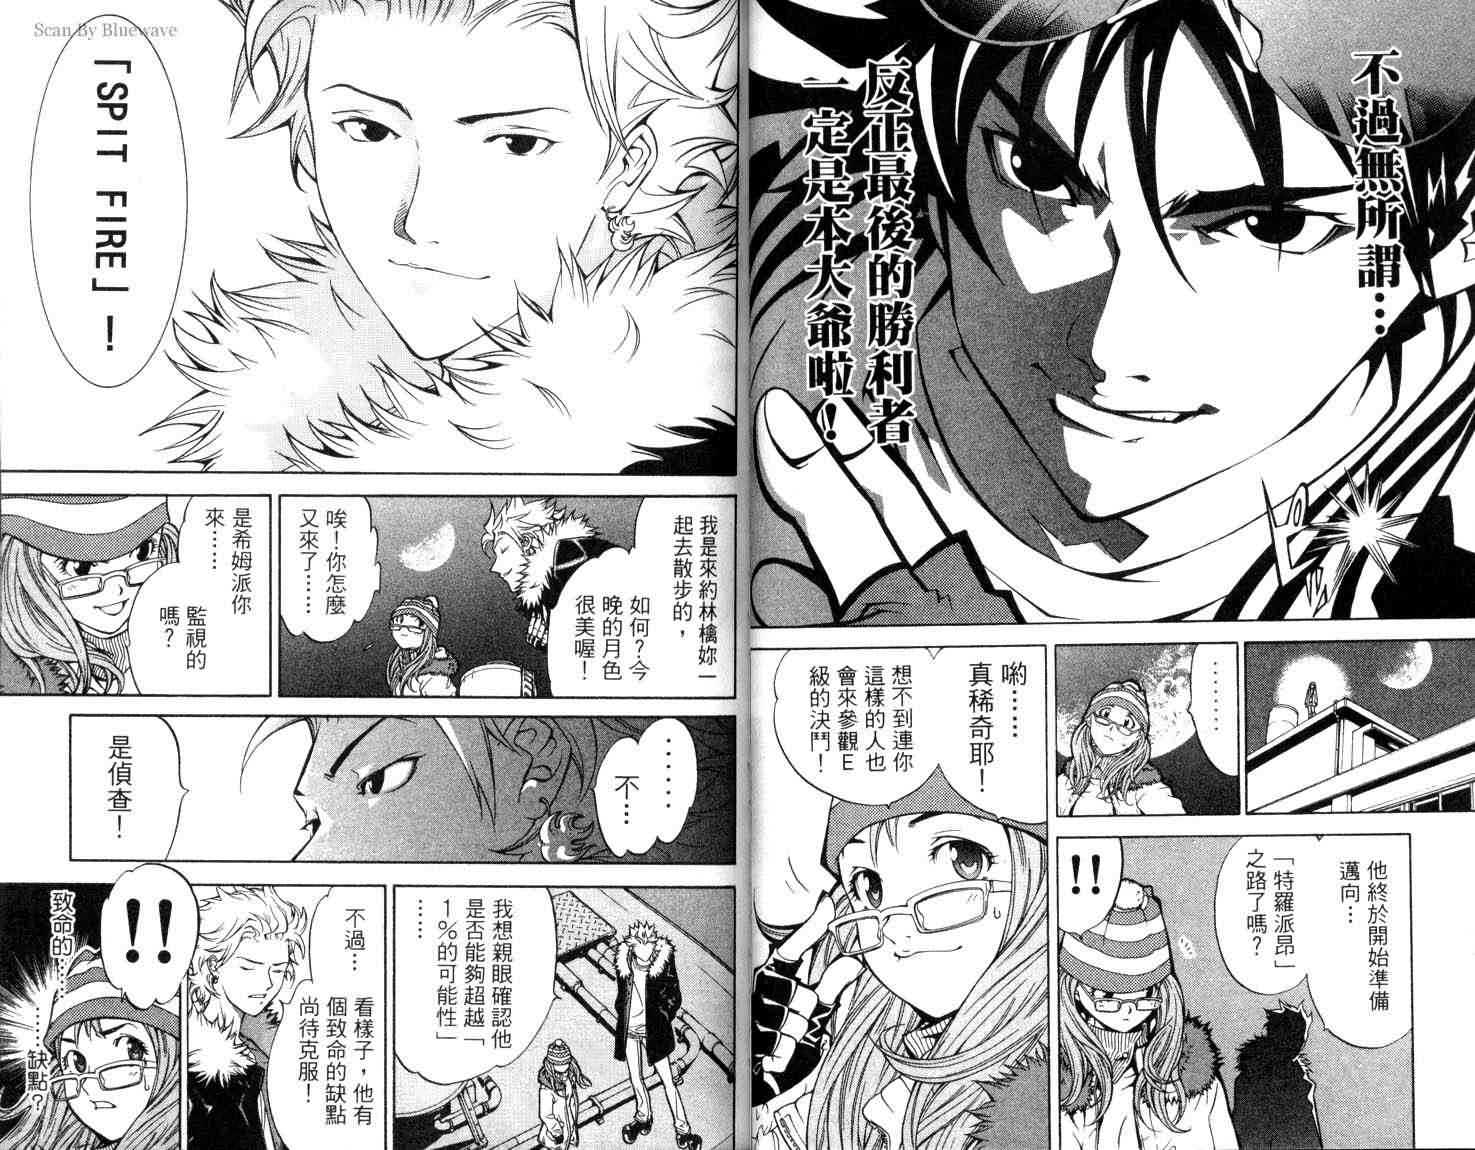 Scan By Bluewave
不過無所謂…
反正最後的勝利者
一定是本大爺啦！
………
他終於開始準備
邁向…
「特羅派昂」
之路了嗎？
!!
喲……
真稀奇耶！
想不到連你
這樣的人也
會來參觀E
級的決鬥！
「SPIT FIRE」！
我是來約林檎妳一
起去散步的，
如何？今
晚的月色
很美喔！
唉！你怎麼
又來了……
是希姆派你
來……
監視的
嗎？
……
不…
是偵查！
我想親眼確認他
是否能夠超越「
1%的可能性」
不過…
看樣子，他有
個致命的缺點
尚待克服！
!!
致命的……
……缺點？